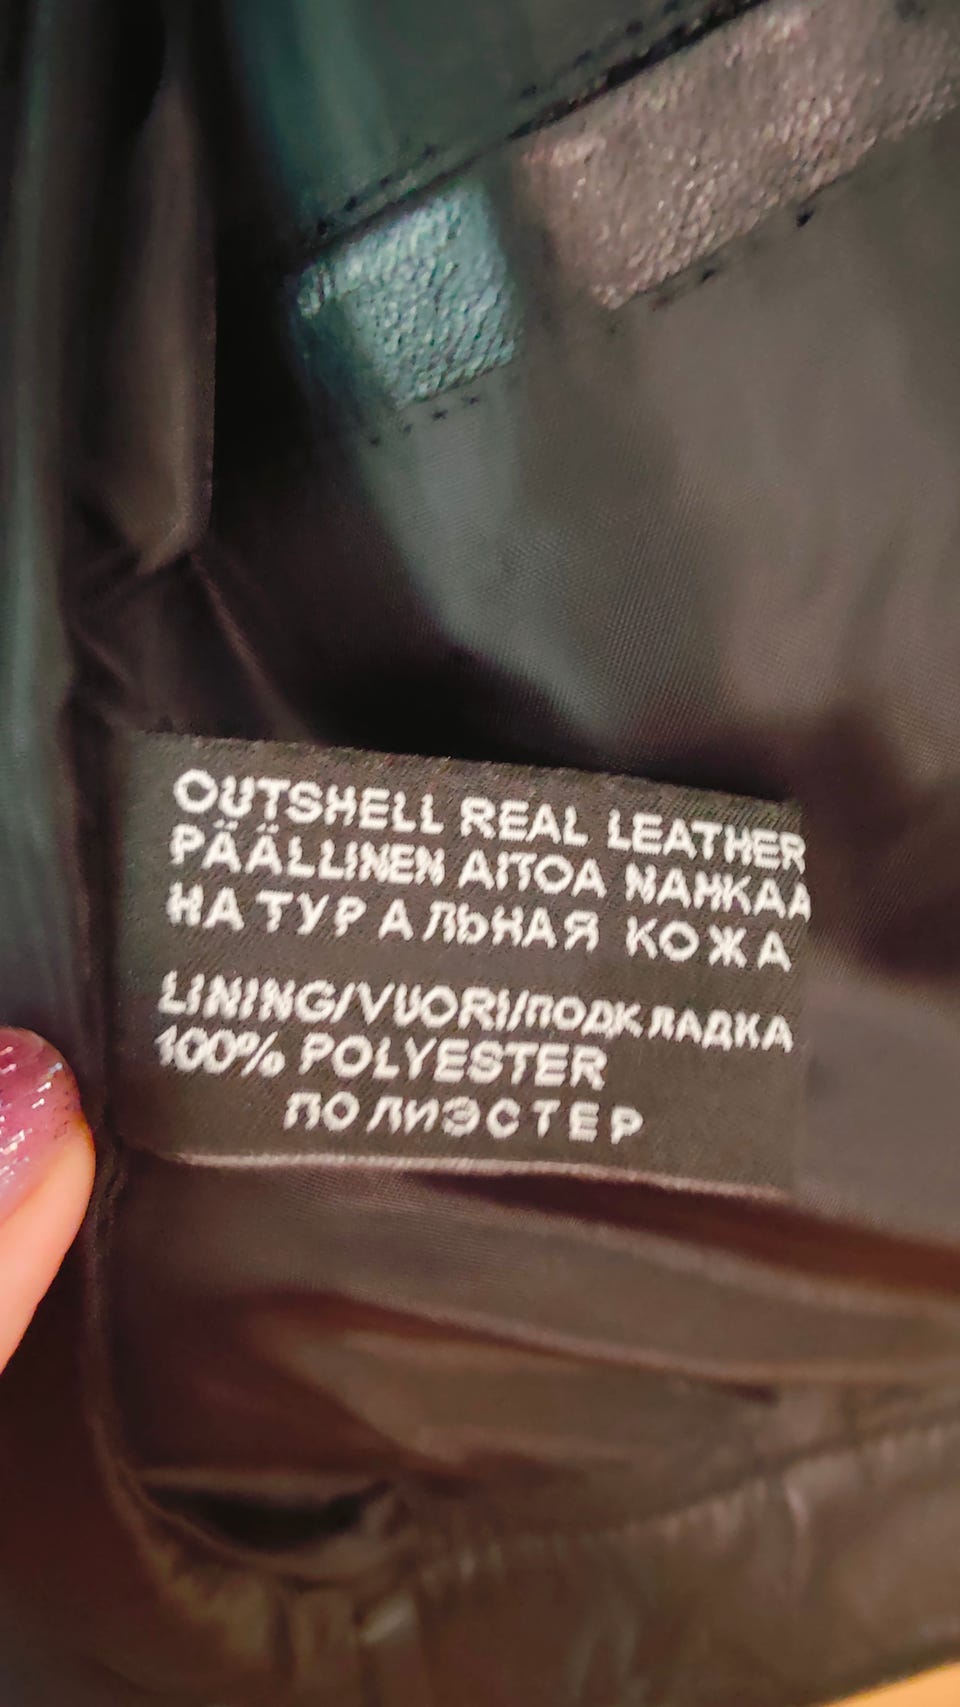 OUTSHELL REAL LEATHER
PÄÄLLINEN AITOA NAHKAA
НАТУРАЛЬНАЯ КОЖА
LINING/VUORI/ПОДКЛАДКА
100% POLYESTER
ПОЛИЭСТЕР